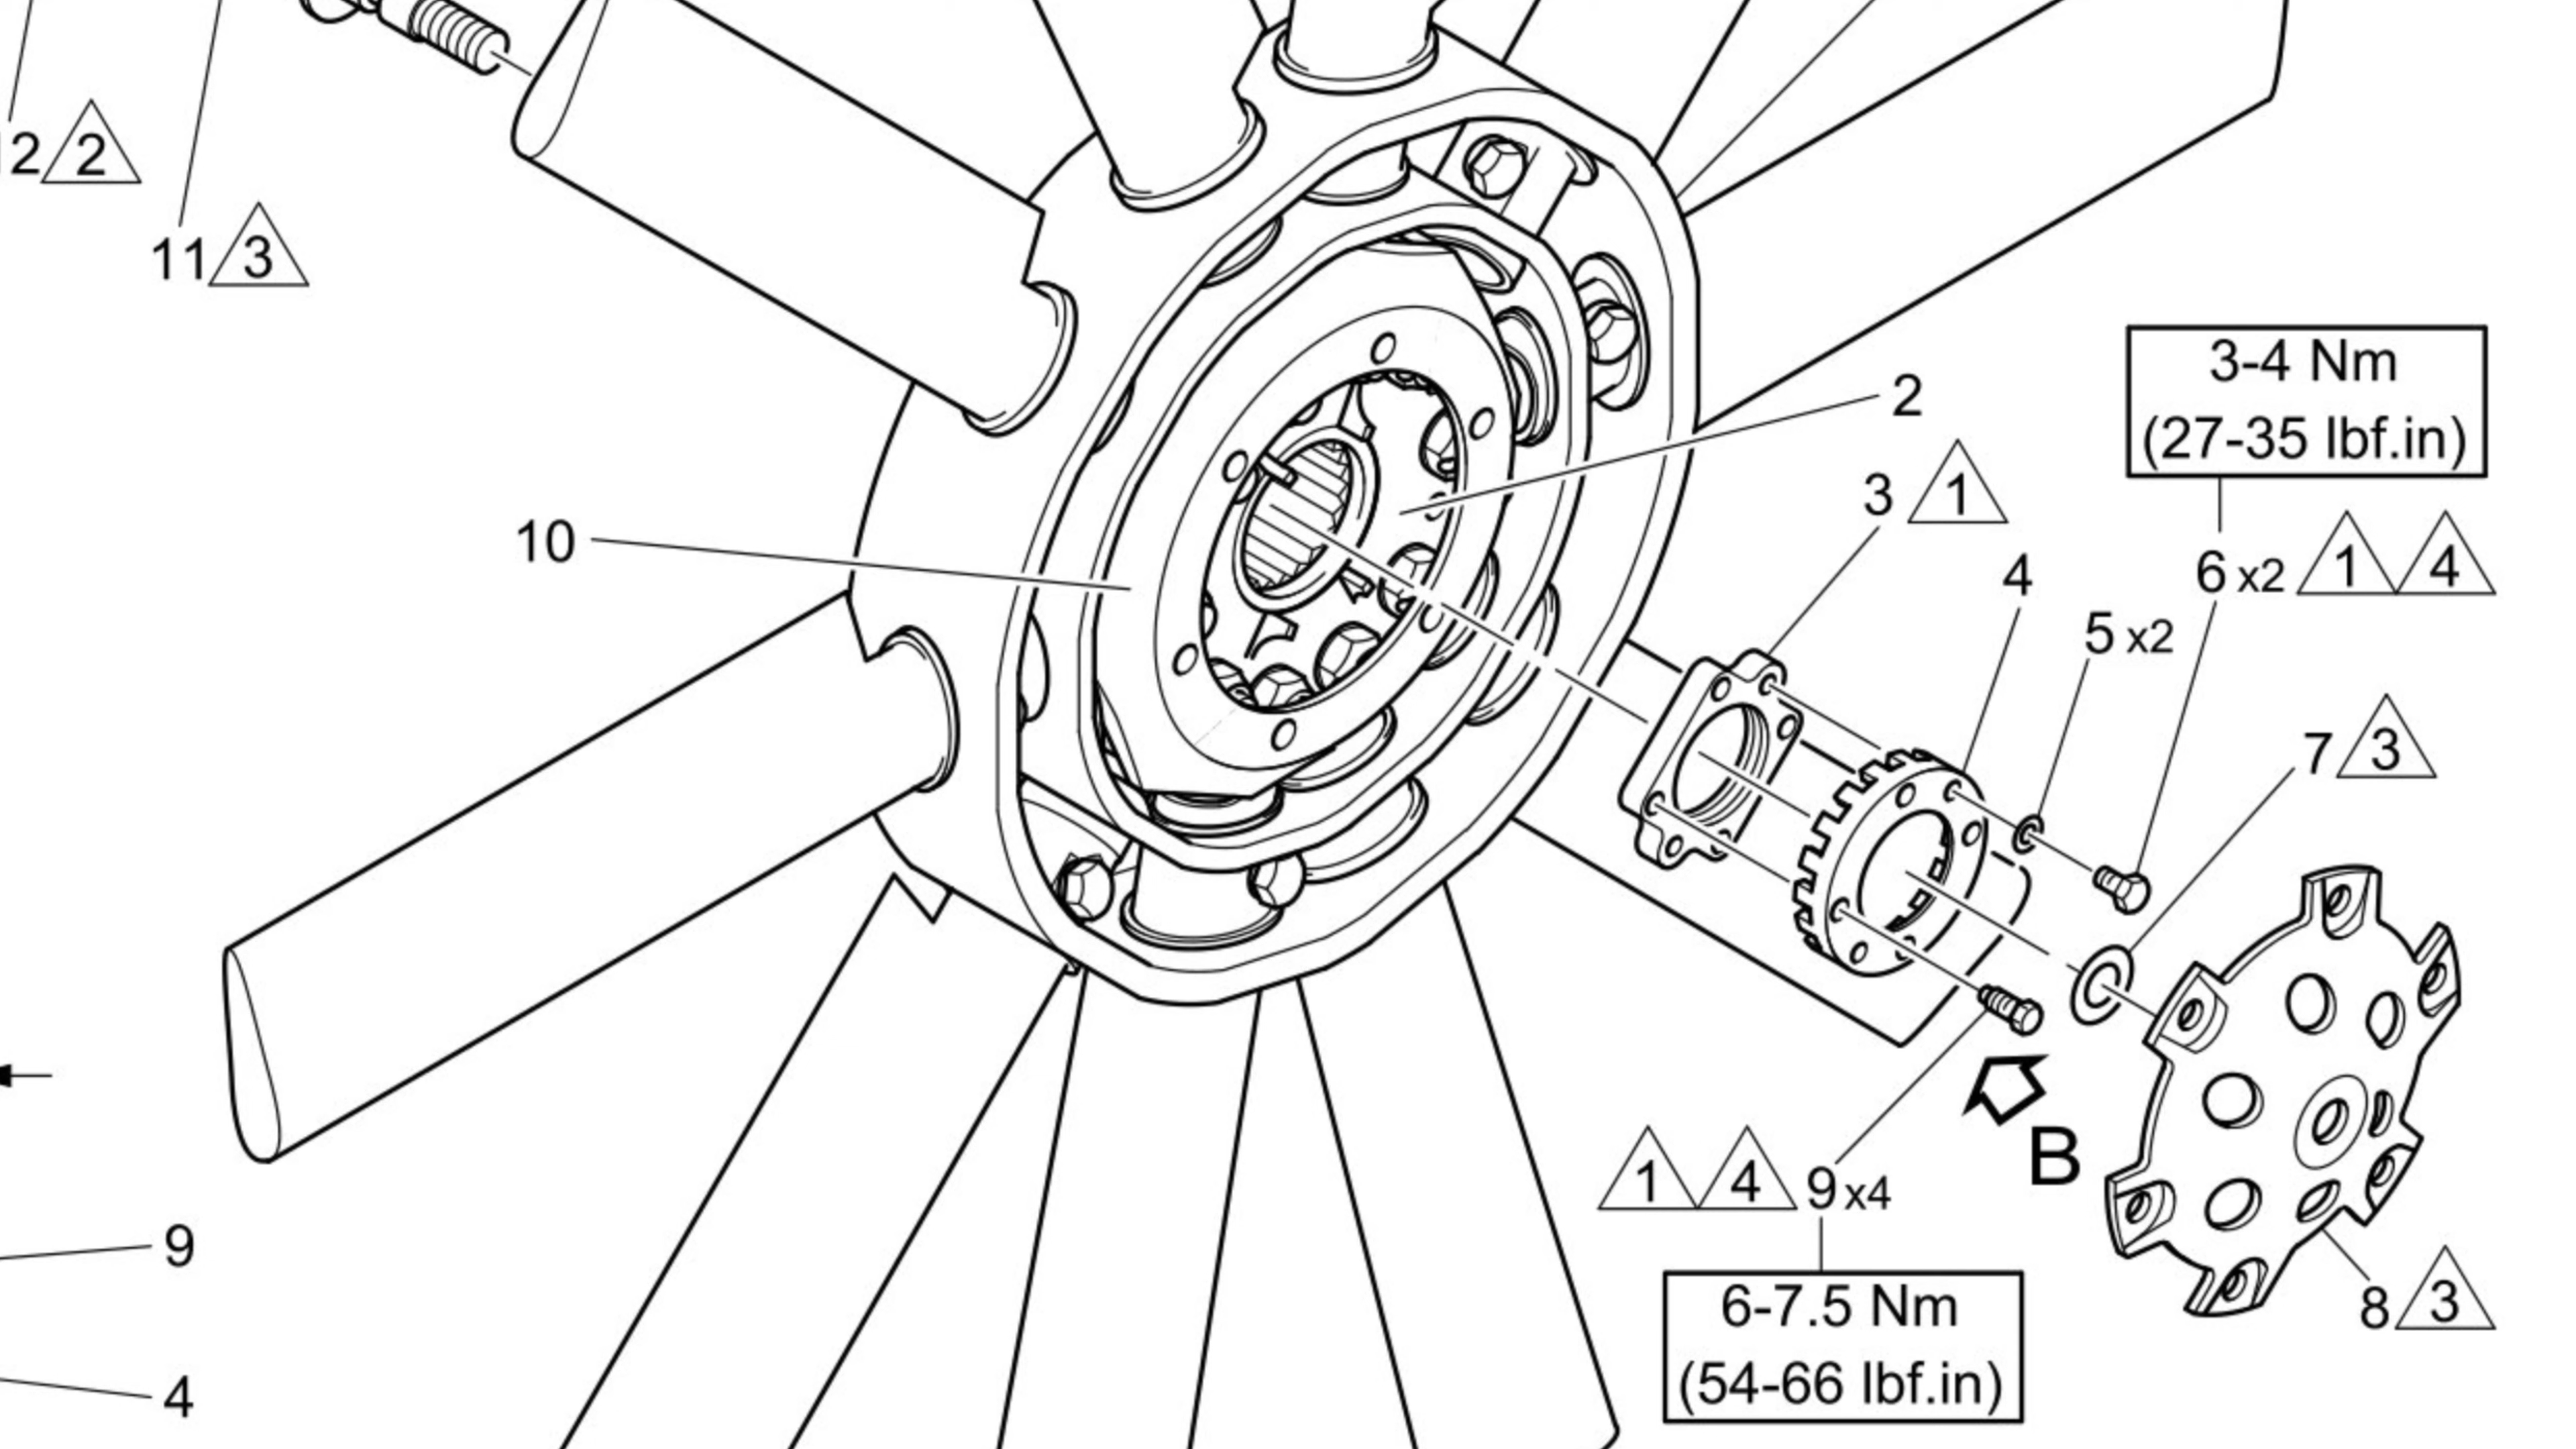 2 2
11 3
2
3-4 Nm
(27-35 lbf.in)
3 1
10
4
6 x2 1 4
5 x2
7 3
B
1 4 9 x4
9
6-7.5 Nm
(54-66 lbf.in)
8 3
4